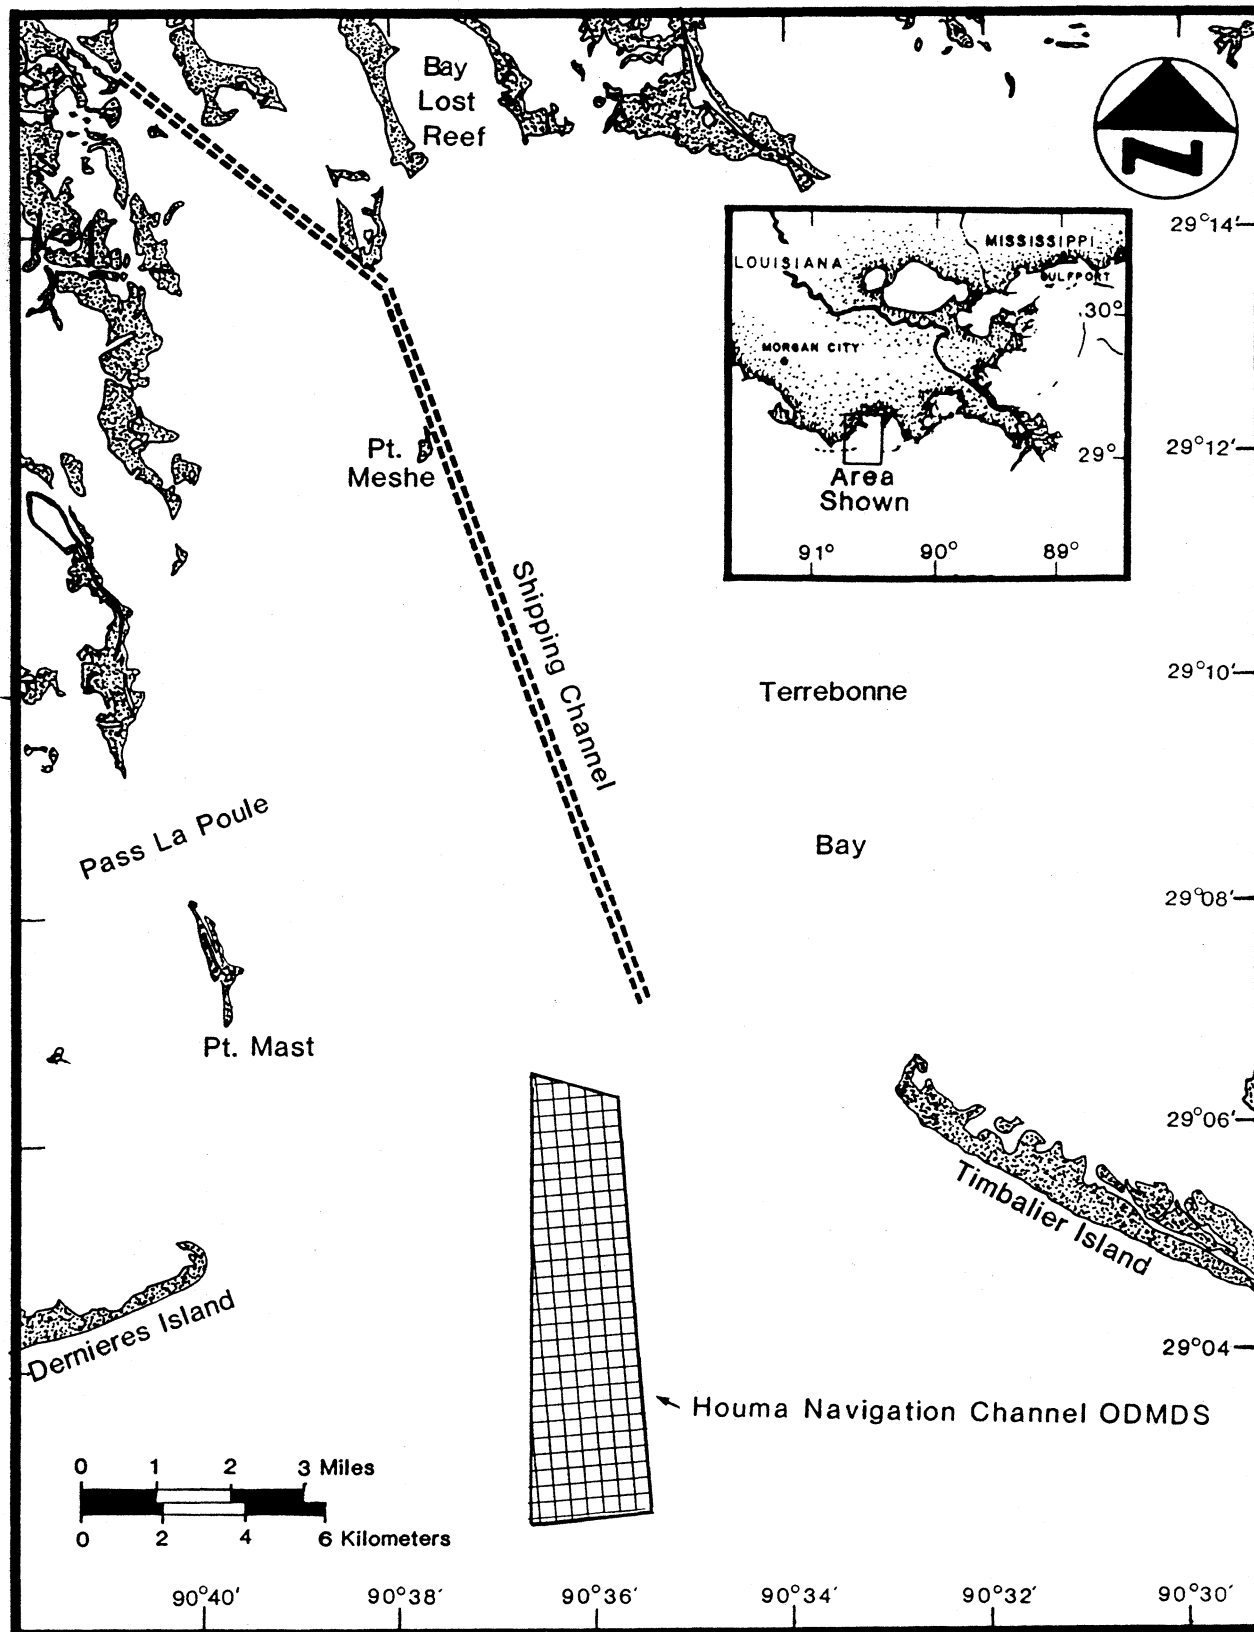 Bay
Lost
Reef
N
29°14'
MISSISSIPPI
LOUISIANA
GULFPORT
30°
MORGAN CITY
29°
Area
Shown
91° 90° 89°
29°12'
Pt.
Meshe
Shipping Channel
29°10'
Terrebonne
Pass La Poule
Bay
29°08'
Pt. Mast
29°06'
Timbalier Island
Dernieres Island
29°04'
Houma Navigation Channel ODMDS
0 1 2 3 Miles
0 2 4 6 Kilometers
90°40' 90°38' 90°36' 90°34' 90°32' 90°30'